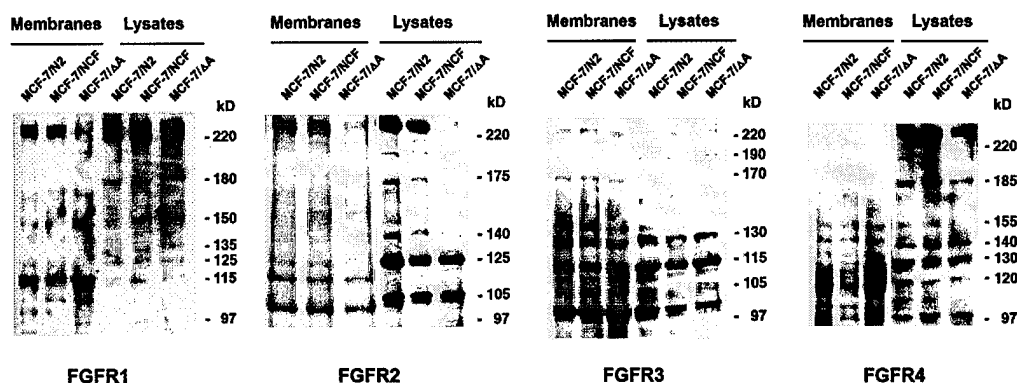 Membranes Lysates
MCF-7/N2 MCF-7/NCF MCF-7/ΔA MCF-7/N2 MCF-7/NCF MCF-7/ΔA
kD
- 220
- 180
- 150
- 135
- 125
- 115
- 97
FGFR1
Membranes Lysates
MCF-7/N2 MCF-7/NCF MCF-7/ΔA MCF-7/N2 MCF-7/NCF MCF-7/ΔA
kD
- 220
- 175
- 140
- 125
- 105
- 97
FGFR2
Membranes Lysates
MCF-7/N2 MCF-7/NCF MCF-7/ΔA MCF-7/N2 MCF-7/NCF MCF-7/ΔA
kD
- 220
- 190
- 170
- 130
- 115
- 105
- 97
FGFR3
Membranes Lysates
MCF-7/N2 MCF-7/NCF MCF-7/ΔA MCF-7/N2 MCF-7/NCF MCF-7/ΔA
kD
- 220
- 185
- 155
- 140
- 130
- 120
- 97
FGFR4